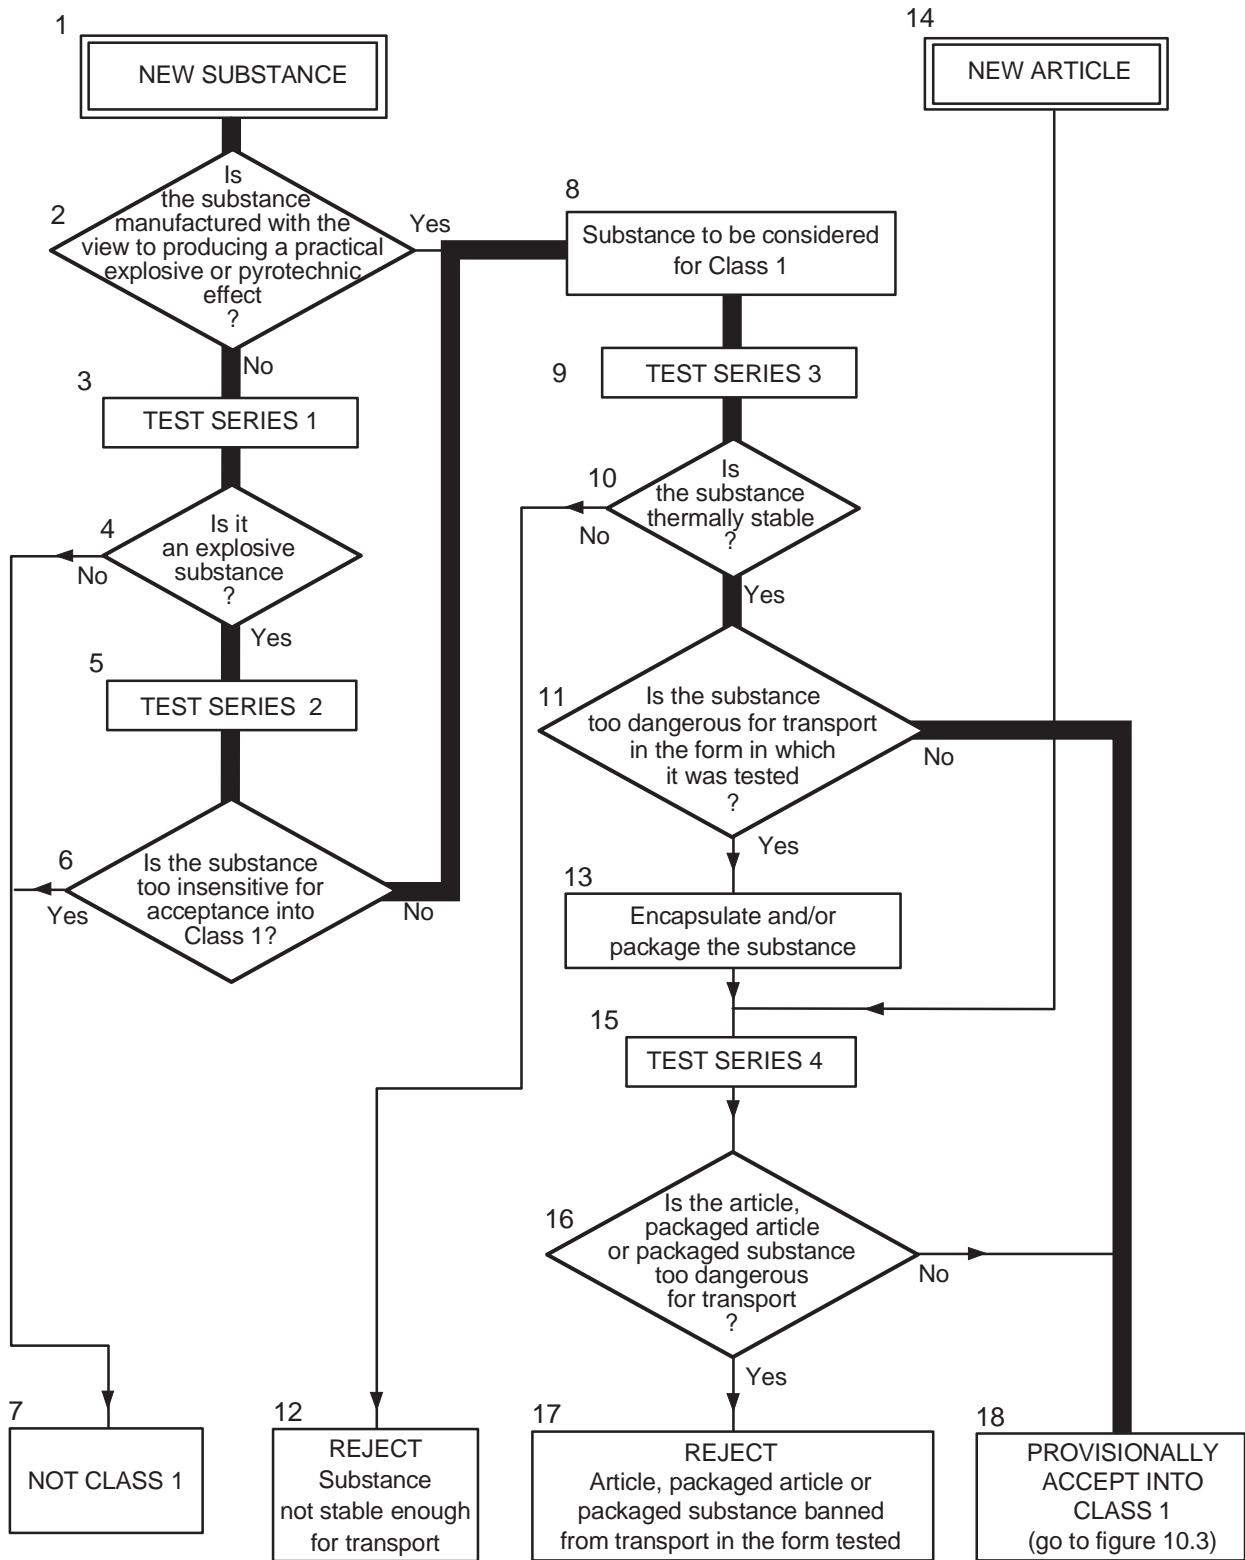 1
NEW SUBSTANCE
2
Is
the substance
manufactured with the
view to producing a practical
explosive or pyrotechnic
effect
?
Yes
No
3
TEST SERIES 1
4
Is it
an explosive
substance
?
No
Yes
5
TEST SERIES 2
6
Is the substance
too insensitive for
acceptance into
Class 1?
Yes
No
7
NOT CLASS 1
8
Substance to be considered
for Class 1
9
TEST SERIES 3
10
Is
the substance
thermally stable
?
No
Yes
11
Is the substance
too dangerous for transport
in the form in which
it was tested
?
No
Yes
12
REJECT
Substance
not stable enough
for transport
13
Encapsulate and/or
package the substance
14
NEW ARTICLE
15
TEST SERIES 4
16
Is the article,
packaged article
or packaged substance
too dangerous
for transport
?
No
Yes
17
REJECT
Article, packaged article or
packaged substance banned
from transport in the form tested
18
PROVISIONALLY
ACCEPT INTO
CLASS 1
(go to figure 10.3)